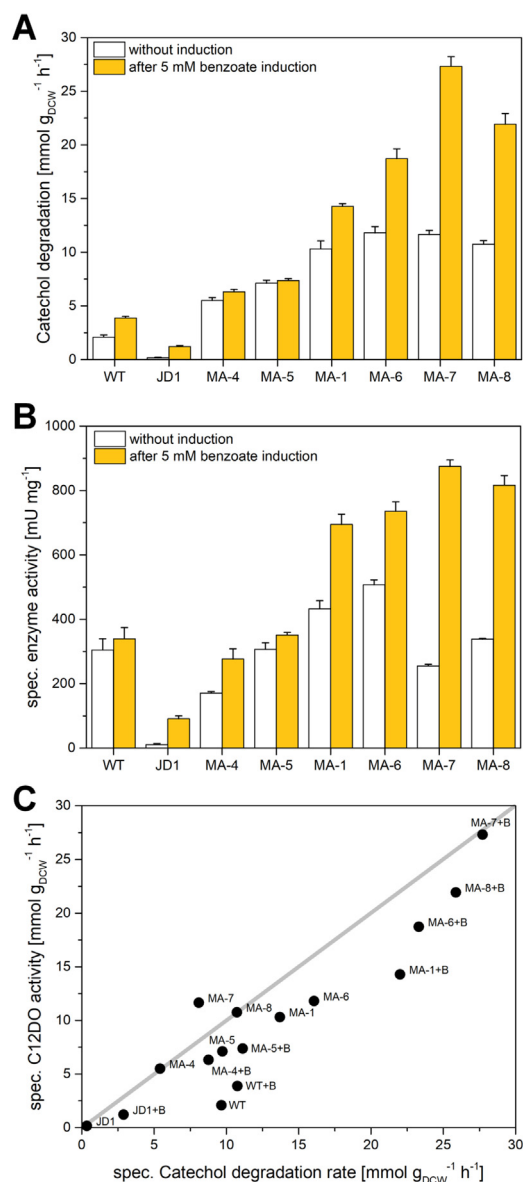 A
30
25
20
15
10
5
0
Catechol degradation [mmol gDCW⁻¹ h⁻¹]
without induction
after 5 mM benzoate induction
WT JD1 MA-4 MA-5 MA-1 MA-6 MA-7 MA-8
B
1000
800
600
400
200
0
spec. enzyme activity [mU mg⁻¹]
without induction
after 5 mM benzoate induction
WT JD1 MA-4 MA-5 MA-1 MA-6 MA-7 MA-8
C
30
25
20
15
10
5
0
spec. C12DO activity [mmol gDCW⁻¹ h⁻¹]
MA-7+B
MA-8+B
MA-6+B
MA-1+B
MA-7
MA-8
MA-6
MA-1
MA-5
MA-5+B
MA-4
MA-4+B
WT+B
WT
JD1+B
JD1
0 5 10 15 20 25 30
spec. Catechol degradation rate [mmol gDCW⁻¹ h⁻¹]